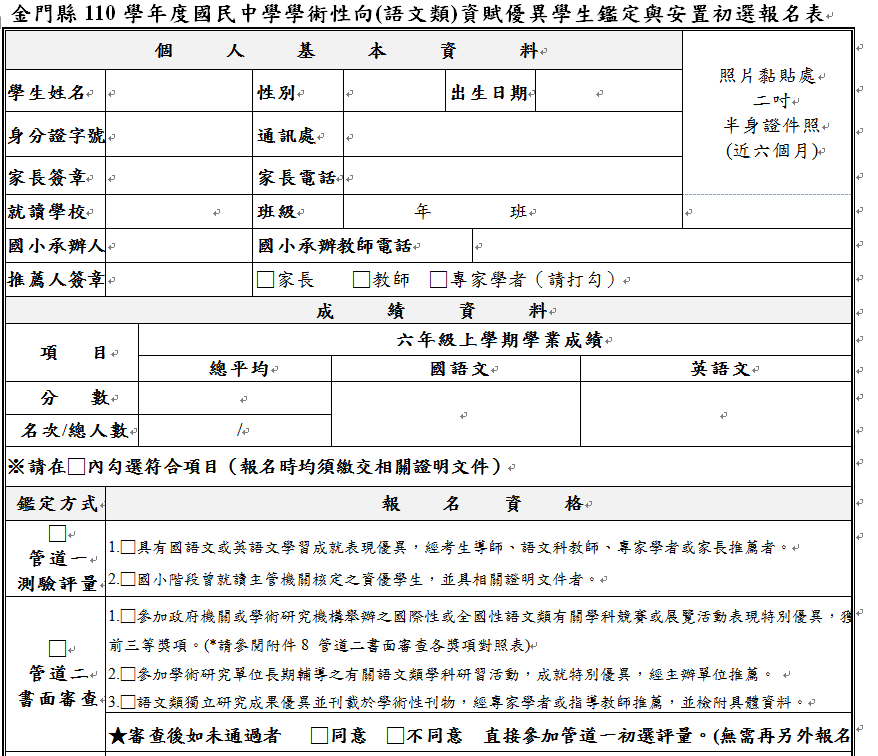 金門縣 110 學年度國民中學學術性向(語文類)資賦優異學生鑑定與安置初選報名表
個 人 基 本 資 料
照片黏貼處
二吋
半身證件照
(近六個月)
學生姓名 性別 出生日期
身分證字號 通訊處
家長簽章 家長電話
就讀學校 班級 年 班
國小承辦人 國小承辦教師電話
推薦人簽章 □家長 □教師 □專家學者（請打勾）
成 績 資 料
項 目 六年級上學期學業成績
總平均 國語文 英語文
分 數
名次/總人數 /
※請在□內勾選符合項目（報名時均須繳交相關證明文件）
鑑定方式 報 名 資 格
□
管道一
測驗評量
1.□具有國語文或英語文學習成就表現優異，經考生導師、語文科教師、專家學者或家長推薦者。
2.□國小階段曾就讀主管機關核定之資優學生，並具相關證明文件者。
□
管道二
書面審查
1.□參加政府機關或學術研究機構舉辦之國際性或全國性語文類有關學科競賽或展覽活動表現特別優異，獲
前三等獎項。(*請參閱附件 8 管道二書面審查各獎項對照表)
2.□參加學術研究單位長期輔導之有關語文類學科研習活動，成就特別優異，經主辦單位推薦。
3.□語文類獨立研究成果優異並刊載於學術性刊物，經專家學者或指導教師推薦，並檢附具體資料。
★審查後如未通過者 □同意 □不同意 直接參加管道一初選評量。(無需再另外報名